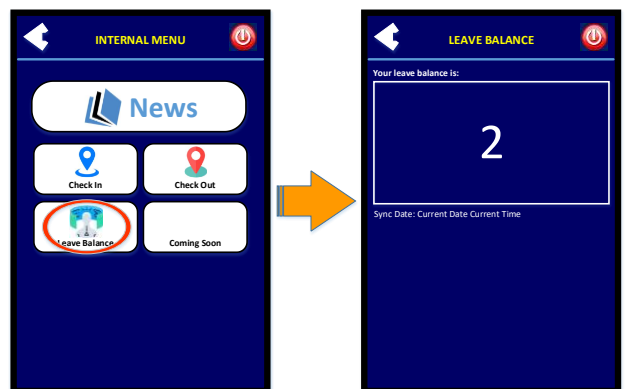 INTERNAL MENU
News
Check In
Check Out
Leave Balance
Coming Soon
LEAVE BALANCE
Your leave balance is:
2
Sync Date: Current Date Current Time